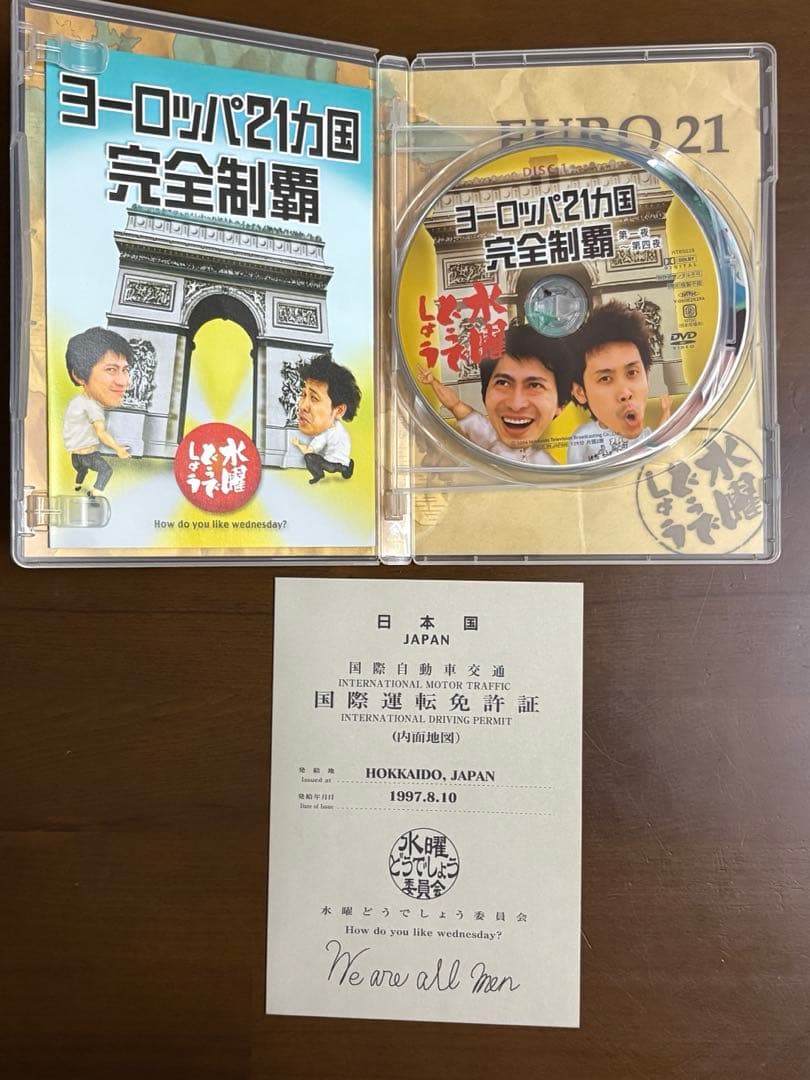 ヨーロッパ21カ国
完全制覇
水曜
どうで
しょう
How do you like wednesday?
EURO 21
DISC 1
ヨーロッパ21カ国
完全制覇
第一夜
~第四夜
水曜
どうで
しょう
DOLBY
DIGITAL
DVD
VIDEO
水曜
どうで
しょう
日本国
JAPAN
国際自動車交通
INTERNATIONAL MOTOR TRAFFIC
国際運転免許証
INTERNATIONAL DRIVING PERMIT
(内面地図)
発給地
Issued at
HOKKAIDO, JAPAN
発給年月日
Date of Issue
1997.8.10
水曜
どうでしょう
委員会
水曜どうでしょう委員会
How do you like wednesday?
We are all men